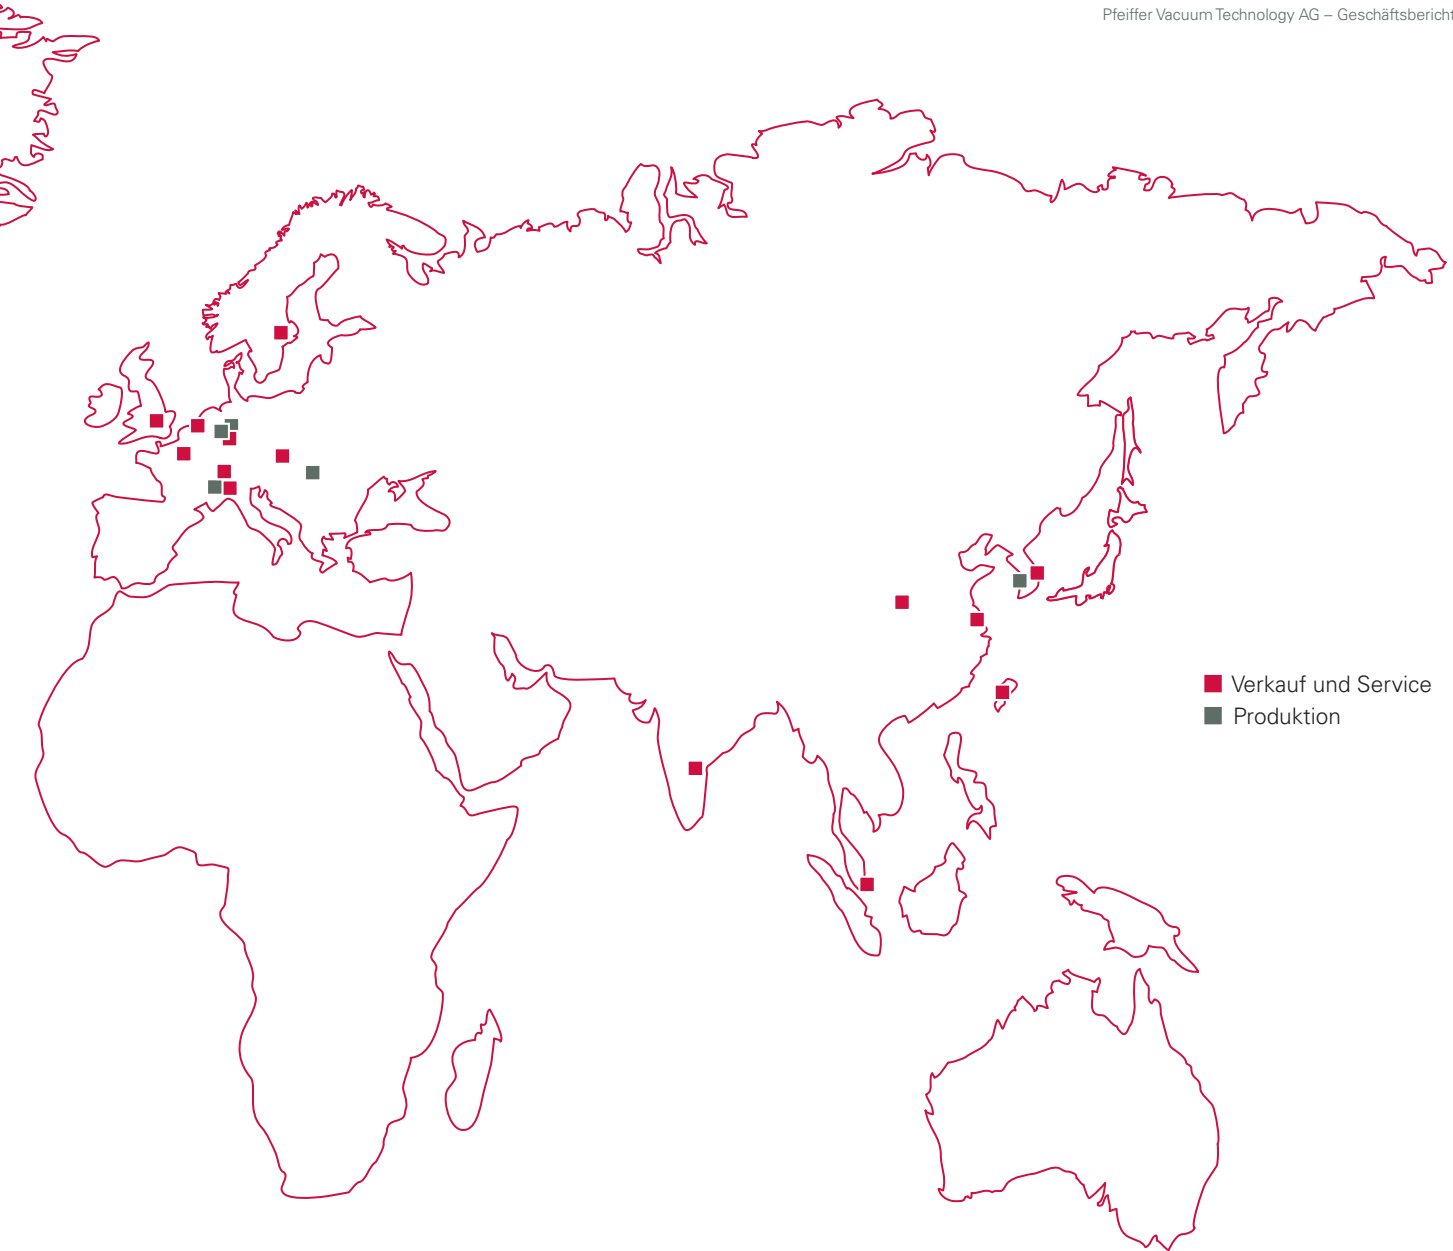 Pfeiffer Vacuum Technology AG – Geschäftsbericht
Verkauf und Service
Produktion